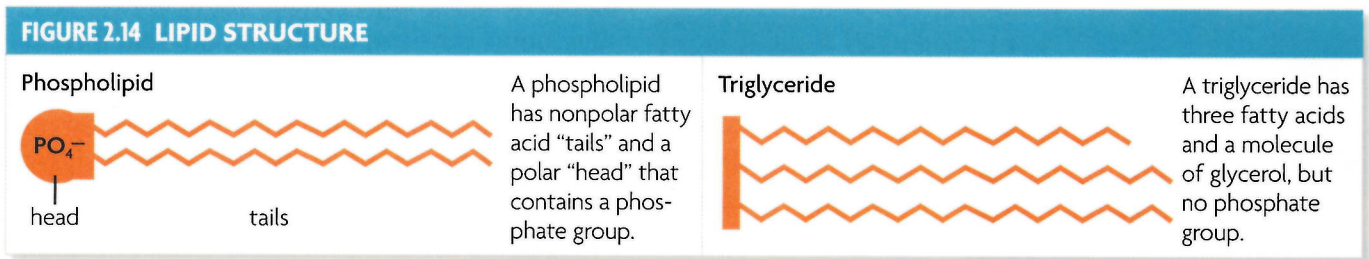 FIGURE 2.14 LIPID STRUCTURE
Phospholipid
PO₄–
head
tails
A phospholipid
has nonpolar fatty
acid “tails” and a
polar “head” that
contains a phos-
phate group.
Triglyceride
A triglyceride has
three fatty acids
and a molecule
of glycerol, but
no phosphate
group.